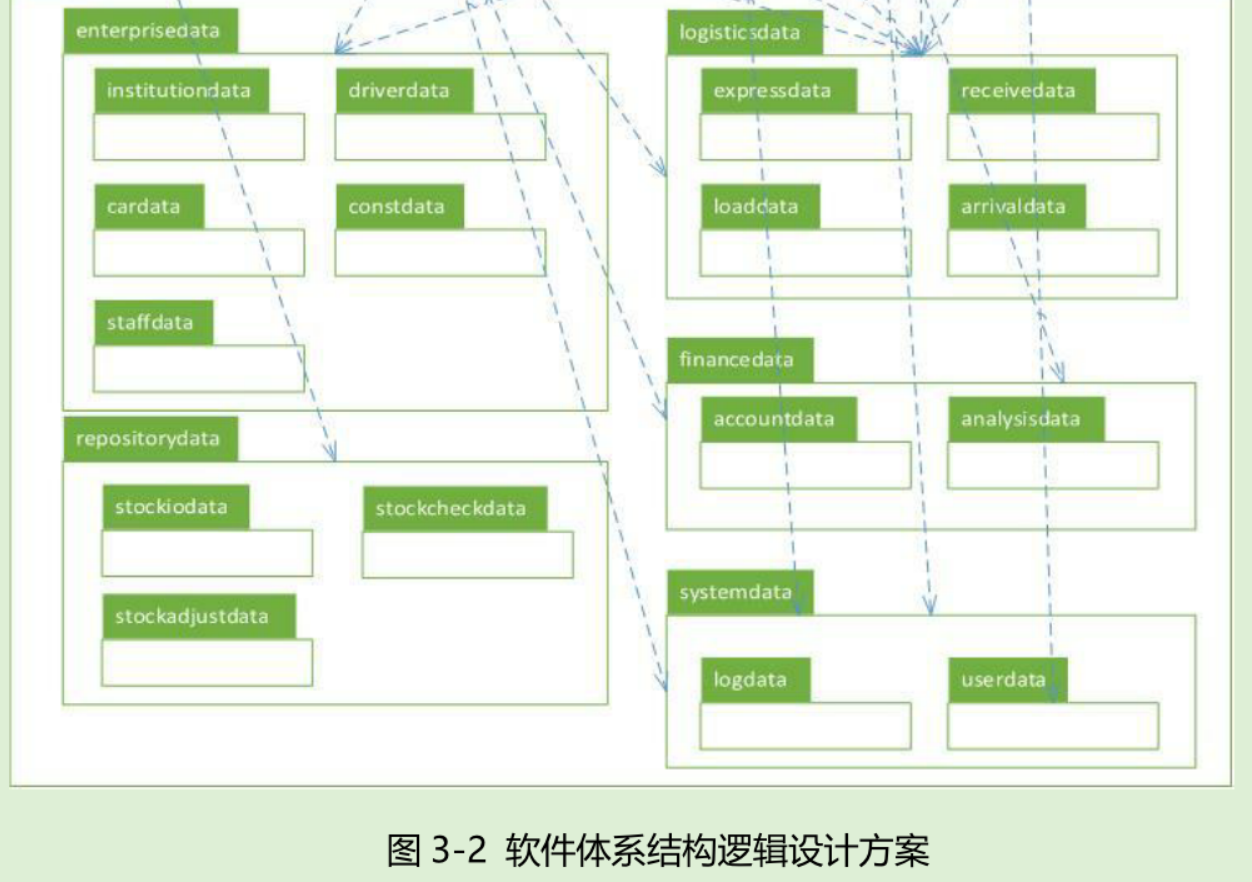 enterprisedata
institutiondata
driverdata
cardata
constdata
staffdata
repositorydata
stockiodata
stockcheckdata
stockadjustdata
logisticsdata
expressdata
receivedata
loaddata
arrivaldata
financedata
accountdata
analysisdata
systemdata
logdata
userdata
图 3-2 软件体系结构逻辑设计方案